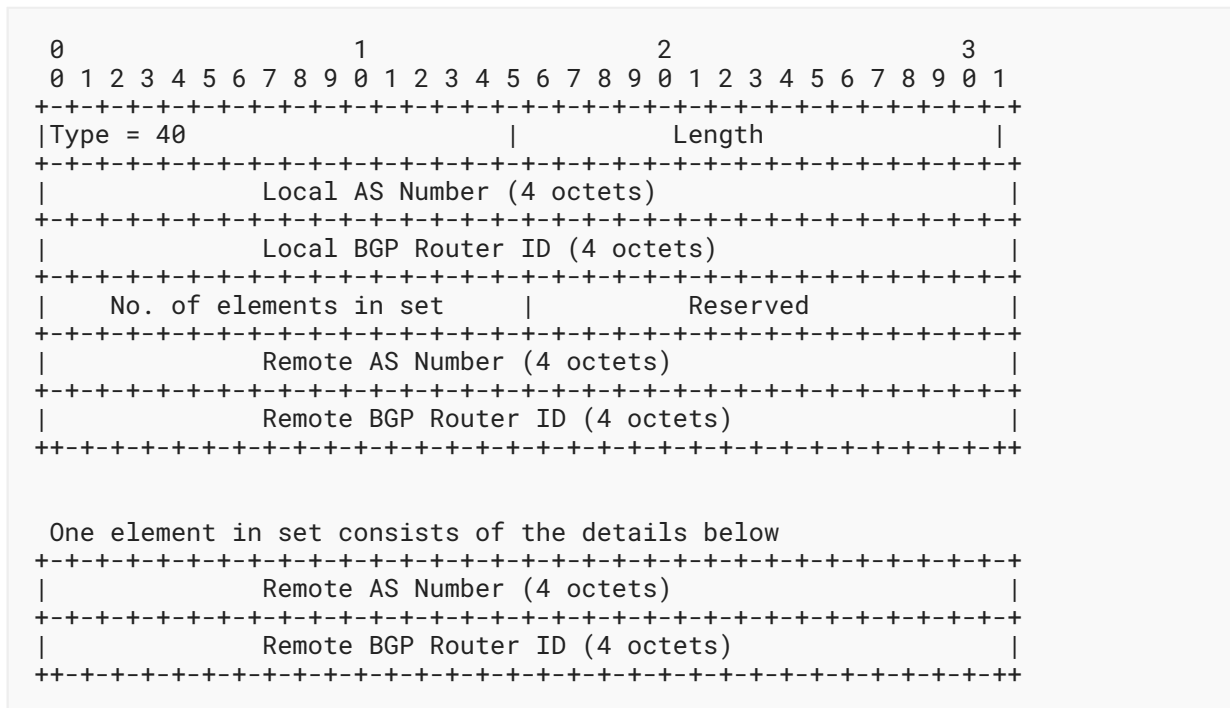 0                   1                   2                   3
  0 1 2 3 4 5 6 7 8 9 0 1 2 3 4 5 6 7 8 9 0 1 2 3 4 5 6 7 8 9 0 1
 +-+-+-+-+-+-+-+-+-+-+-+-+-+-+-+-+-+-+-+-+-+-+-+-+-+-+-+-+-+-+-+-+
 |Type = 40                     |          Length               |
 +-+-+-+-+-+-+-+-+-+-+-+-+-+-+-+-+-+-+-+-+-+-+-+-+-+-+-+-+-+-+-+-+
 |              Local AS Number (4 octets)                       |
 +-+-+-+-+-+-+-+-+-+-+-+-+-+-+-+-+-+-+-+-+-+-+-+-+-+-+-+-+-+-+-+-+
 |              Local BGP Router ID (4 octets)                   |
 +-+-+-+-+-+-+-+-+-+-+-+-+-+-+-+-+-+-+-+-+-+-+-+-+-+-+-+-+-+-+-+-+
 |    No. of elements in set     |          Reserved             |
 +-+-+-+-+-+-+-+-+-+-+-+-+-+-+-+-+-+-+-+-+-+-+-+-+-+-+-+-+-+-+-+-+
 |              Remote AS Number (4 octets)                      |
 +-+-+-+-+-+-+-+-+-+-+-+-+-+-+-+-+-+-+-+-+-+-+-+-+-+-+-+-+-+-+-+-+
 |              Remote BGP Router ID (4 octets)                  |
 ++-+-+-+-+-+-+-+-+-+-+-+-+-+-+-+-+-+-+-+-+-+-+-+-+-+-+-+-+-+-+-++
  One element in set consists of the details below
 +-+-+-+-+-+-+-+-+-+-+-+-+-+-+-+-+-+-+-+-+-+-+-+-+-+-+-+-+-+-+-+-+
 |              Remote AS Number (4 octets)                      |
 +-+-+-+-+-+-+-+-+-+-+-+-+-+-+-+-+-+-+-+-+-+-+-+-+-+-+-+-+-+-+-+-+
 |              Remote BGP Router ID (4 octets)                  |
 ++-+-+-+-+-+-+-+-+-+-+-+-+-+-+-+-+-+-+-+-+-+-+-+-+-+-+-+-+-+-+-++